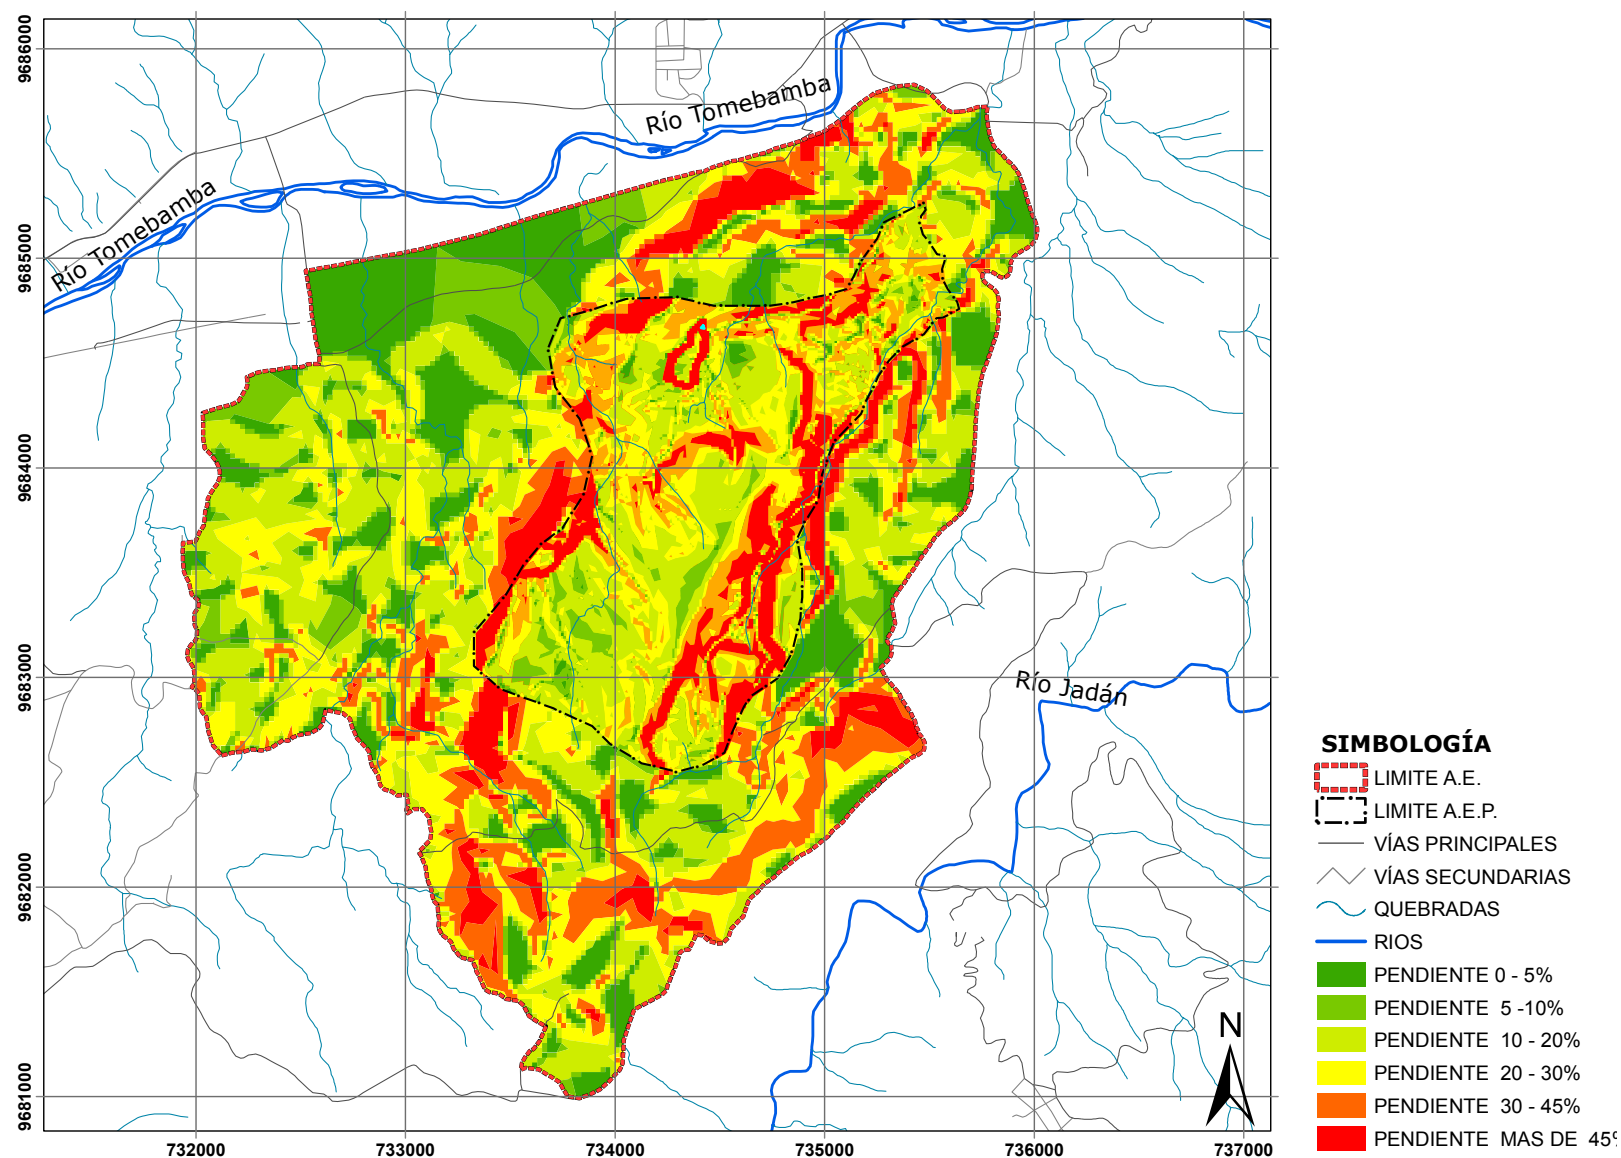 9686000
9685000
9684000
9683000
9682000
9681000
Río Tomebamba
Río Tomebamba
Río Jadán
732000
733000
734000
735000
736000
737000
N
SIMBOLOGÍA
LIMITE A.E.
LIMITE A.E.P.
VÍAS PRINCIPALES
VÍAS SECUNDARIAS
QUEBRADAS
RIOS
PENDIENTE 0 - 5%
PENDIENTE 5 -10%
PENDIENTE 10 - 20%
PENDIENTE 20 - 30%
PENDIENTE 30 - 45%
PENDIENTE MAS DE 45%